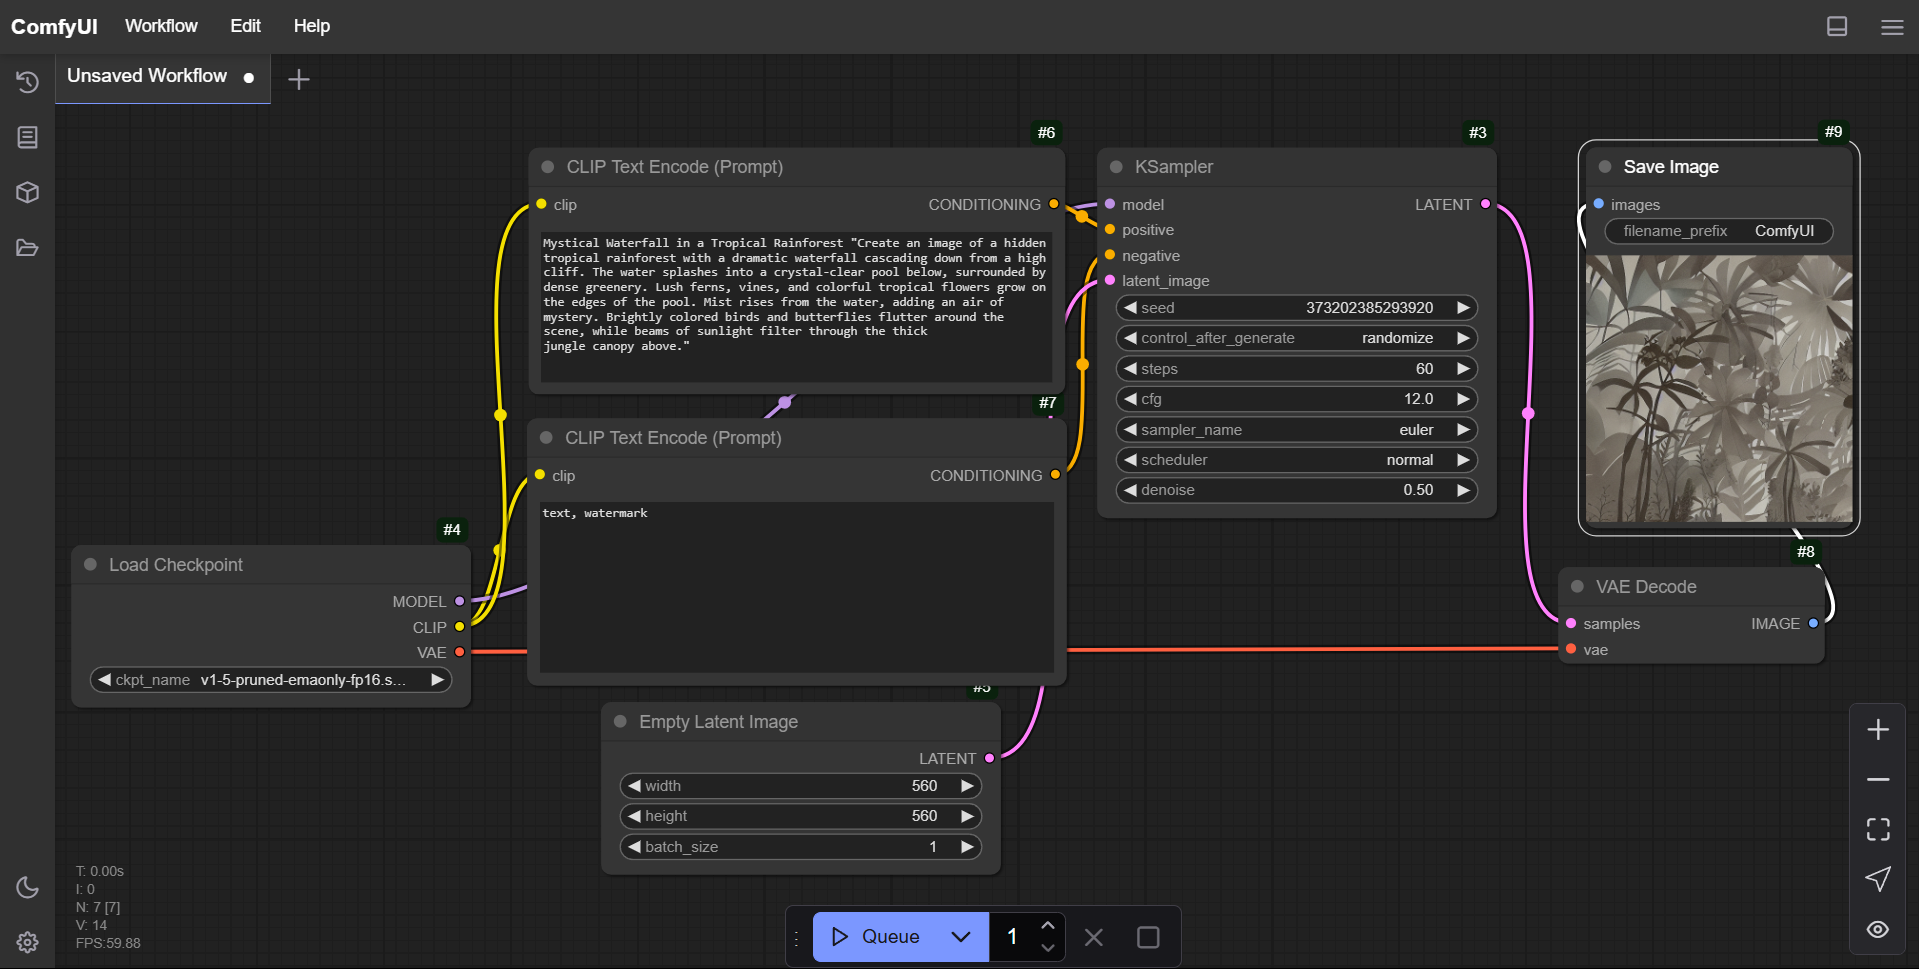 ComfyUI Workflow Edit Help
Unsaved Workflow
#6
CLIP Text Encode (Prompt)
clip CONDITIONING
Mystical Waterfall in a Tropical Rainforest "Create an image of a hidden
tropical rainforest with a dramatic waterfall cascading down from a high
cliff. The water splashes into a crystal-clear pool below, surrounded by
dense greenery. Lush ferns, vines, and colorful tropical flowers grow on
the edges of the pool. Mist rises from the water, adding an air of
mystery. Brightly colored birds and butterflies flutter around the
scene, while beams of sunlight filter through the thick
jungle canopy above."
#3
KSampler
model LATENT
positive
negative
latent_image
seed 373202385293920
control_after_generate randomize
steps 60
cfg 12.0
sampler_name euler
scheduler normal
denoise 0.50
#9
Save Image
images
filename_prefix ComfyUI
#7
CLIP Text Encode (Prompt)
clip CONDITIONING
text, watermark
#4
Load Checkpoint
MODEL
CLIP
VAE
ckpt_name v1-5-pruned-emaonly-fp16.s...
#8
VAE Decode
samples IMAGE
vae
#5
Empty Latent Image
LATENT
width 560
height 560
batch_size 1
T: 0.00s
I: 0
N: 7 [7]
V: 14
FPS:59.88
Queue 1